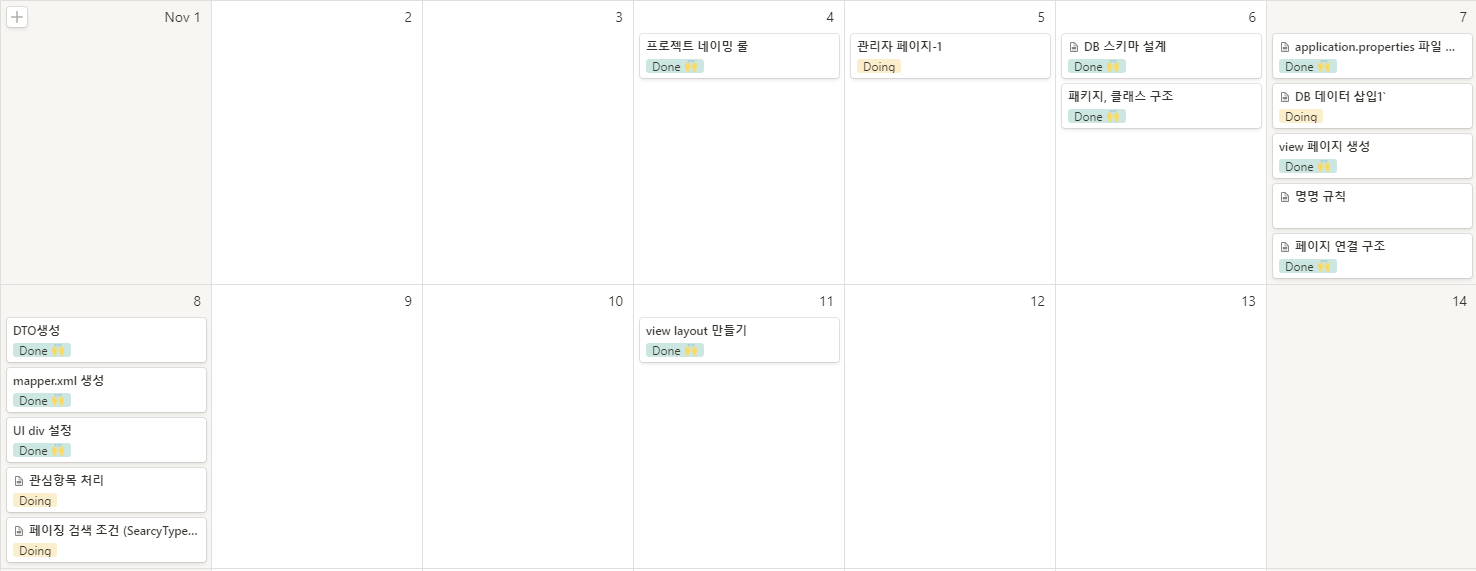 Nov 1
2
3
4
5
6
7
프로젝트 네이밍 룰
Done 🙌
관리자 페이지-1
Doing
DB 스키마 설계
Done 🙌
패키지, 클래스 구조
Done 🙌
application.properties 파일 ...
Done 🙌
DB 데이터 삽입1`
Doing
view 페이지 생성
Done 🙌
명명 규칙
페이지 연결 구조
Done 🙌
8
9
10
11
12
13
14
DTO생성
Done 🙌
mapper.xml 생성
Done 🙌
UI div 설정
Done 🙌
관심항목 처리
Doing
페이징 검색 조건 (SearcyType...
Doing
view layout 만들기
Done 🙌